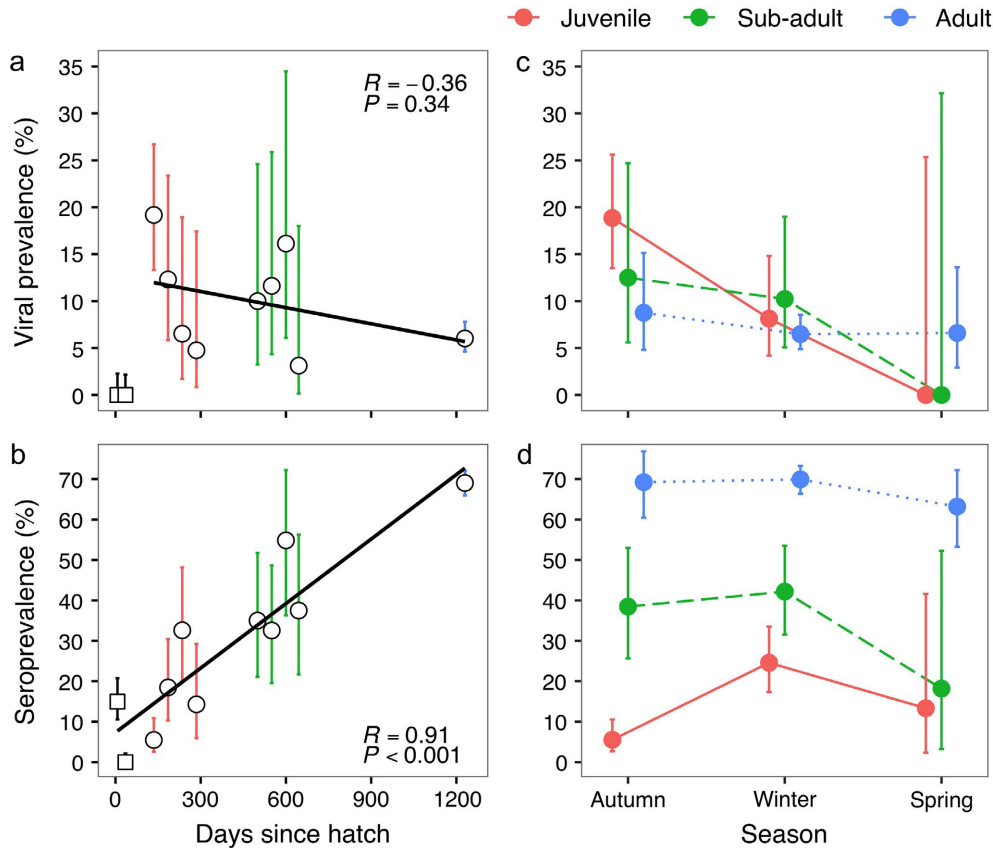 Juvenile Sub-adult Adult
a
Viral prevalence (%)
35
30
25
20
15
10
5
0
R = −0.36
P = 0.34
c
35
30
25
20
15
10
5
0
b
Seroprevalence (%)
70
60
50
40
30
20
10
0
R = 0.91
P < 0.001
0 300 600 900 1200
Days since hatch
d
70
60
50
40
30
20
10
0
Autumn Winter Spring
Season